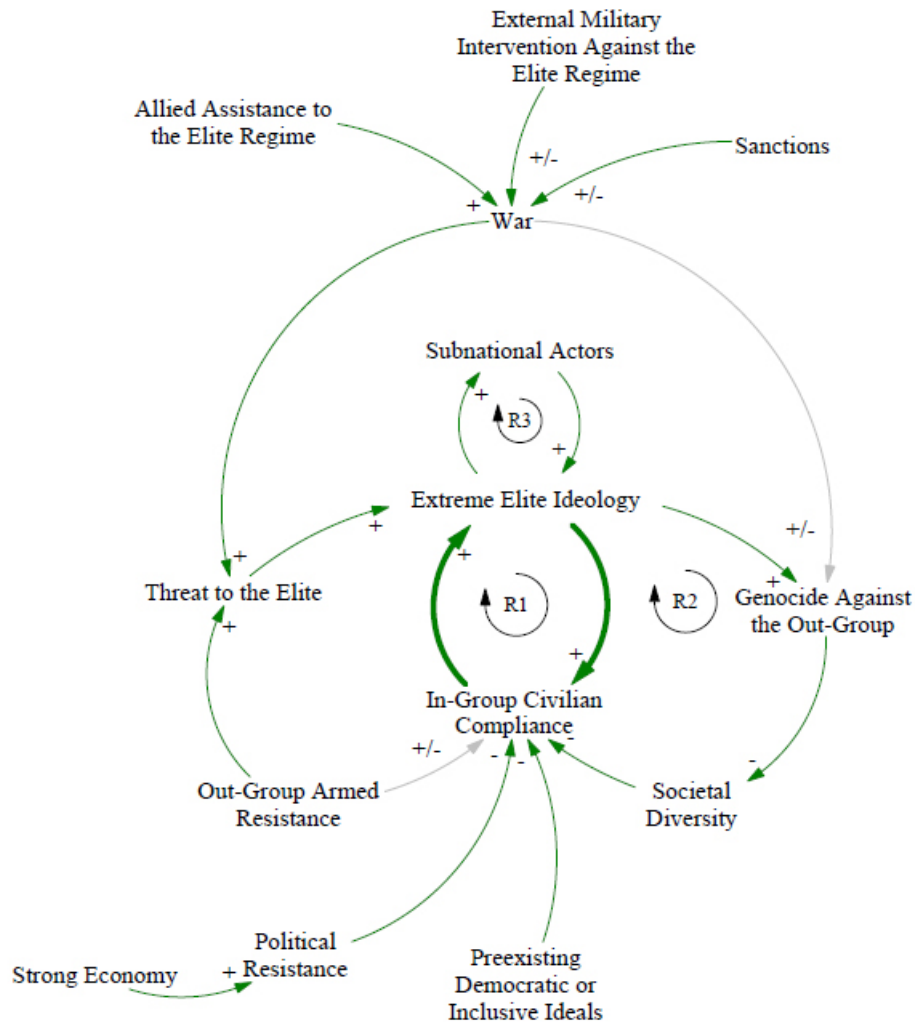 External Military
Intervention Against the
Elite Regime
Allied Assistance to
the Elite Regime
Sanctions
+/-
+/-
+
War
Subnational Actors
+
R3
+
Extreme Elite Ideology
+
+/-
+
+
+
R1
R2
Threat to the Elite
Genocide Against
the Out-Group
+
+
In-Group Civilian
Compliance
+/-
-
-
-
-
Out-Group Armed
Resistance
Societal
Diversity
Political
Resistance
Strong Economy
+
Preexisting
Democratic or
Inclusive Ideals